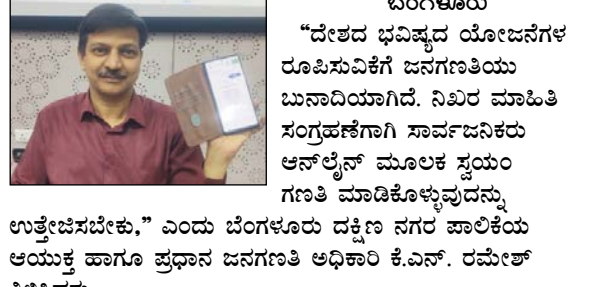 ಬೆಂಗಳೂರು
“ದೇಶದ ಭವಿಷ್ಯದ ಯೋಜನೆಗಳ
ರೂಪಿಸುವಿಕೆಗೆ ಜನಗಣತಿಯು
ಬುನಾದಿಯಾಗಿದೆ. ನಿಖರ ಮಾಹಿತಿ
ಸಂಗ್ರಹಣೆಗಾಗಿ ಸಾರ್ವಜನಿಕರು
ಆನ್‌ಲೈನ್ ಮೂಲಕ ಸ್ವಯಂ
ಗಣತಿ ಮಾಡಿಕೊಳ್ಳುವುದನ್ನು
ಉತ್ತೇಜಿಸಬೇಕು,” ಎಂದು ಬೆಂಗಳೂರು ದಕ್ಷಿಣ ನಗರ ಪಾಲಿಕೆಯ
ಆಯುಕ್ತ ಹಾಗೂ ಪ್ರಧಾನ ಜನಗಣತಿ ಅಧಿಕಾರಿ ಕೆ.ಎನ್. ರಮೇಶ್